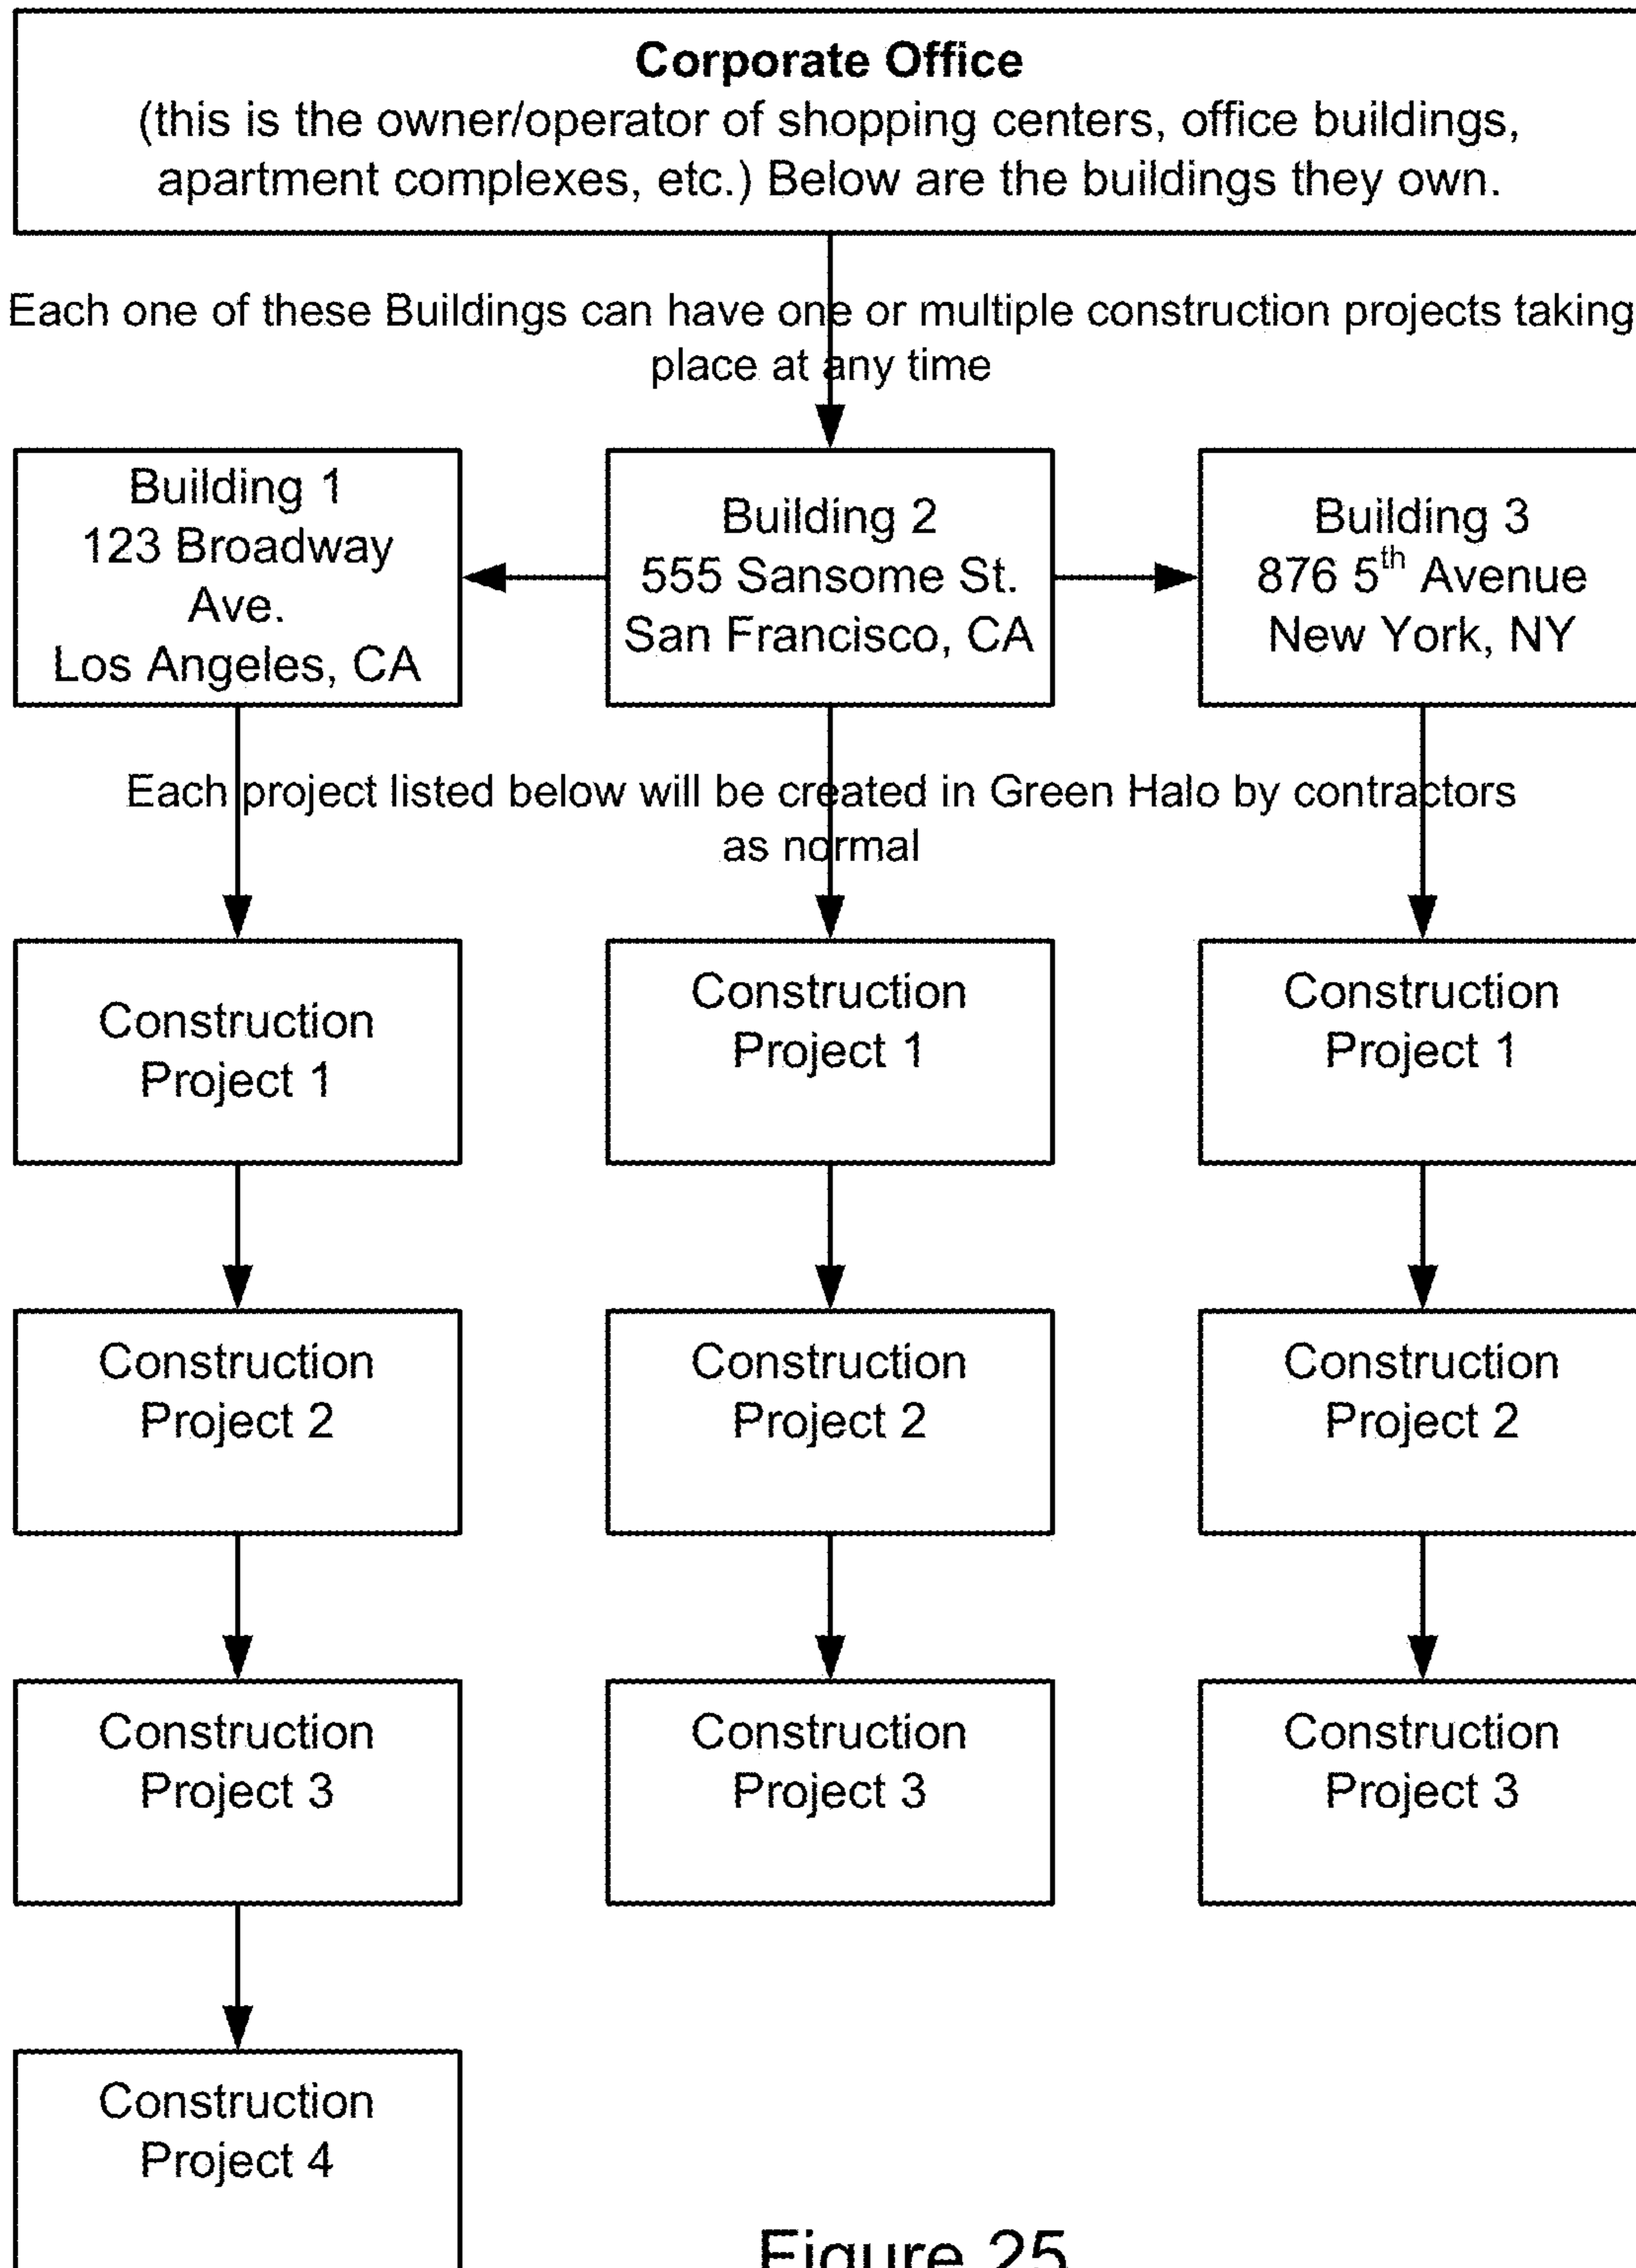 Corporate Office
(this is the owner/operator of shopping centers, office buildings,
apartment complexes, etc.) Below are the buildings they own.
Each one of these Buildings can have one or multiple construction projects taking
place at any time
Building 1
123 Broadway
Ave.
Los Angeles, CA
Building 2
555 Sansome St.
San Francisco, CA
Building 3
876 5th Avenue
New York, NY
Each project listed below will be created in Green Halo by contractors
as normal
Construction
Project 1
Construction
Project 1
Construction
Project 1
Construction
Project 2
Construction
Project 2
Construction
Project 2
Construction
Project 3
Construction
Project 3
Construction
Project 3
Construction
Project 4
Figure 25